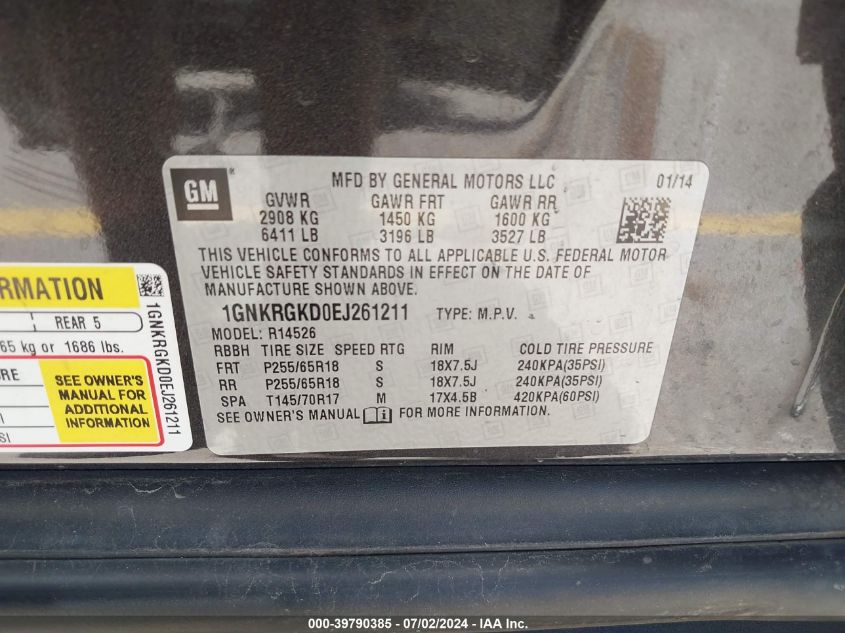 GM
MFD BY GENERAL MOTORS LLC 01/14
GVWR GAWR FRT GAWR RR
2908 KG 1450 KG 1600 KG
6411 LB 3196 LB 3527 LB
THIS VEHICLE CONFORMS TO ALL APPLICABLE U.S. FEDERAL MOTOR
VEHICLE SAFETY STANDARDS IN EFFECT ON THE DATE OF
MANUFACTURE SHOWN ABOVE.
1GNKRGKD0EJ261211 TYPE: M.P.V.
MODEL: R14526
RBBH TIRE SIZE SPEED RTG RIM COLD TIRE PRESSURE
FRT P255/65R18 S 18X7.5J 240KPA(35PSI)
RR P255/65R18 S 18X7.5J 240KPA(35PSI)
SPA T145/70R17 M 17X4.5B 420KPA(60PSI)
SEE OWNER'S MANUAL FOR MORE INFORMATION.
RMATION
REAR 5
65 kg or 1686 lbs.
RE
SEE OWNER'S
MANUAL FOR
ADDITIONAL
INFORMATION
SI
1GNKRGKD0EJ261211
000-39790385 - 07/02/2024 - IAA Inc.